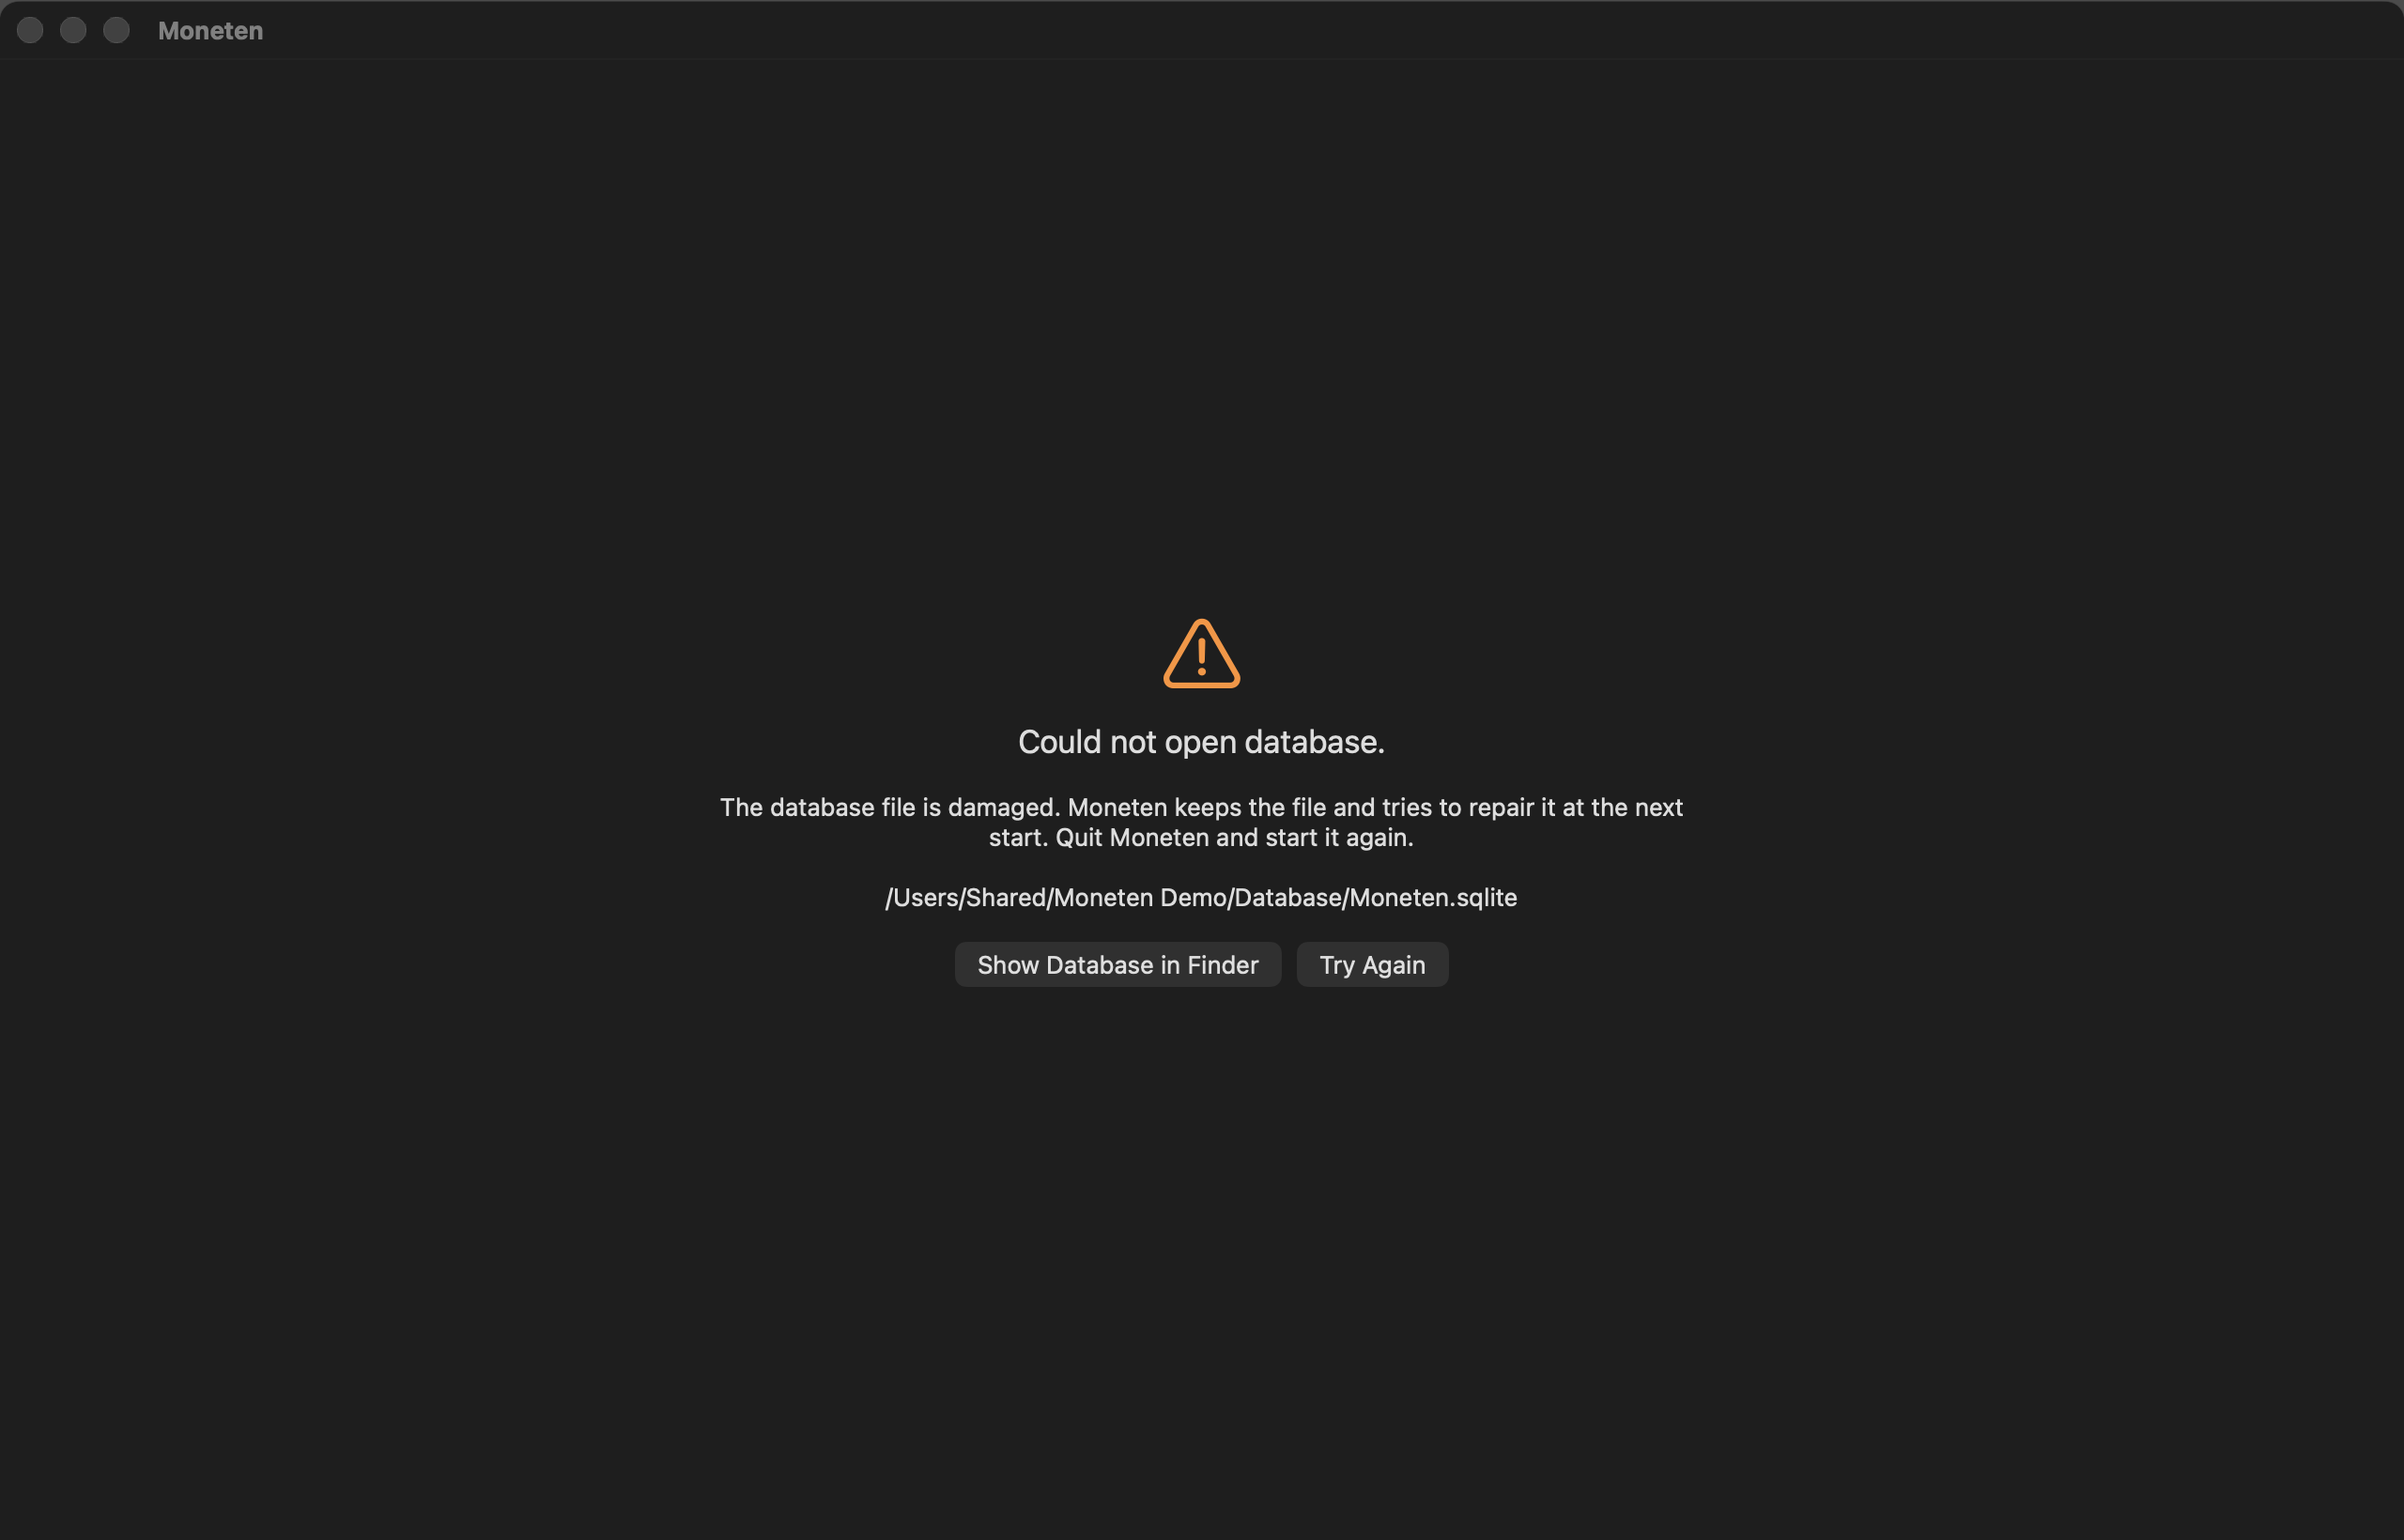 Moneten
Could not open database.
The database file is damaged. Moneten keeps the file and tries to repair it at the next
start. Quit Moneten and start it again.
/Users/Shared/Moneten Demo/Database/Moneten.sqlite
Show Database in Finder
Try Again